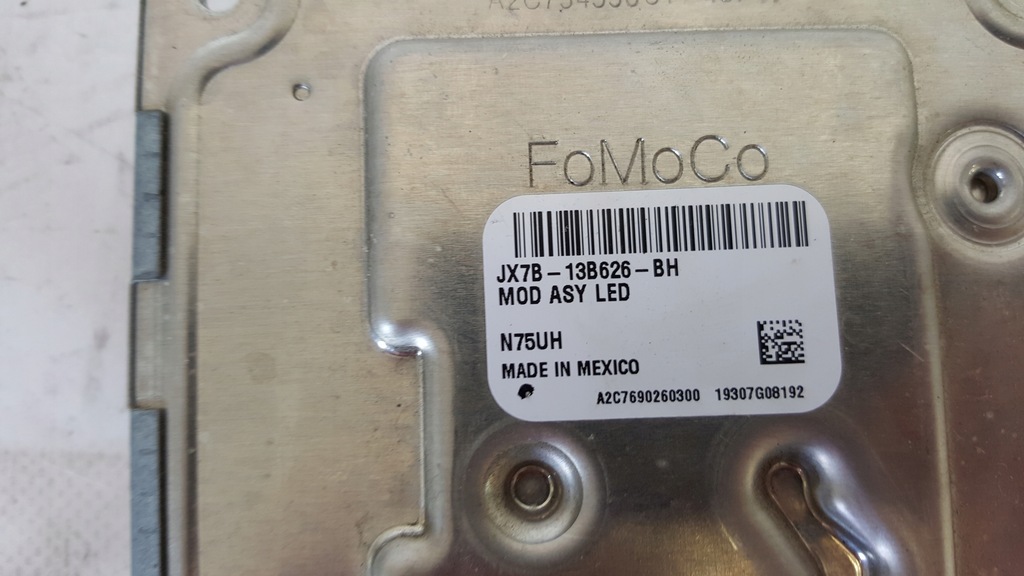 FoMoCo
JX7B-13B626-BH
MOD ASY LED
N75UH
MADE IN MEXICO
A2C7690260300 19307G08192